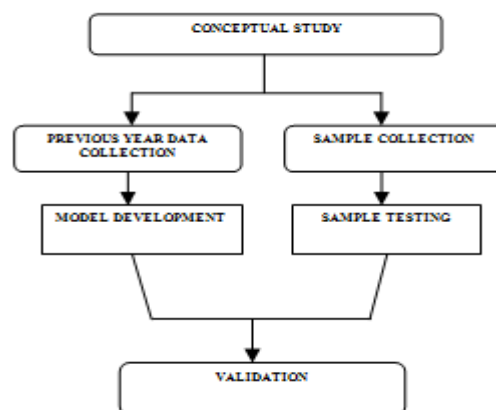 CONCEPTUAL STUDY
PREVIOUS YEAR DATA
COLLECTION
SAMPLE COLLECTION
MODEL DEVELOPMENT
SAMPLE TESTING
VALIDATION